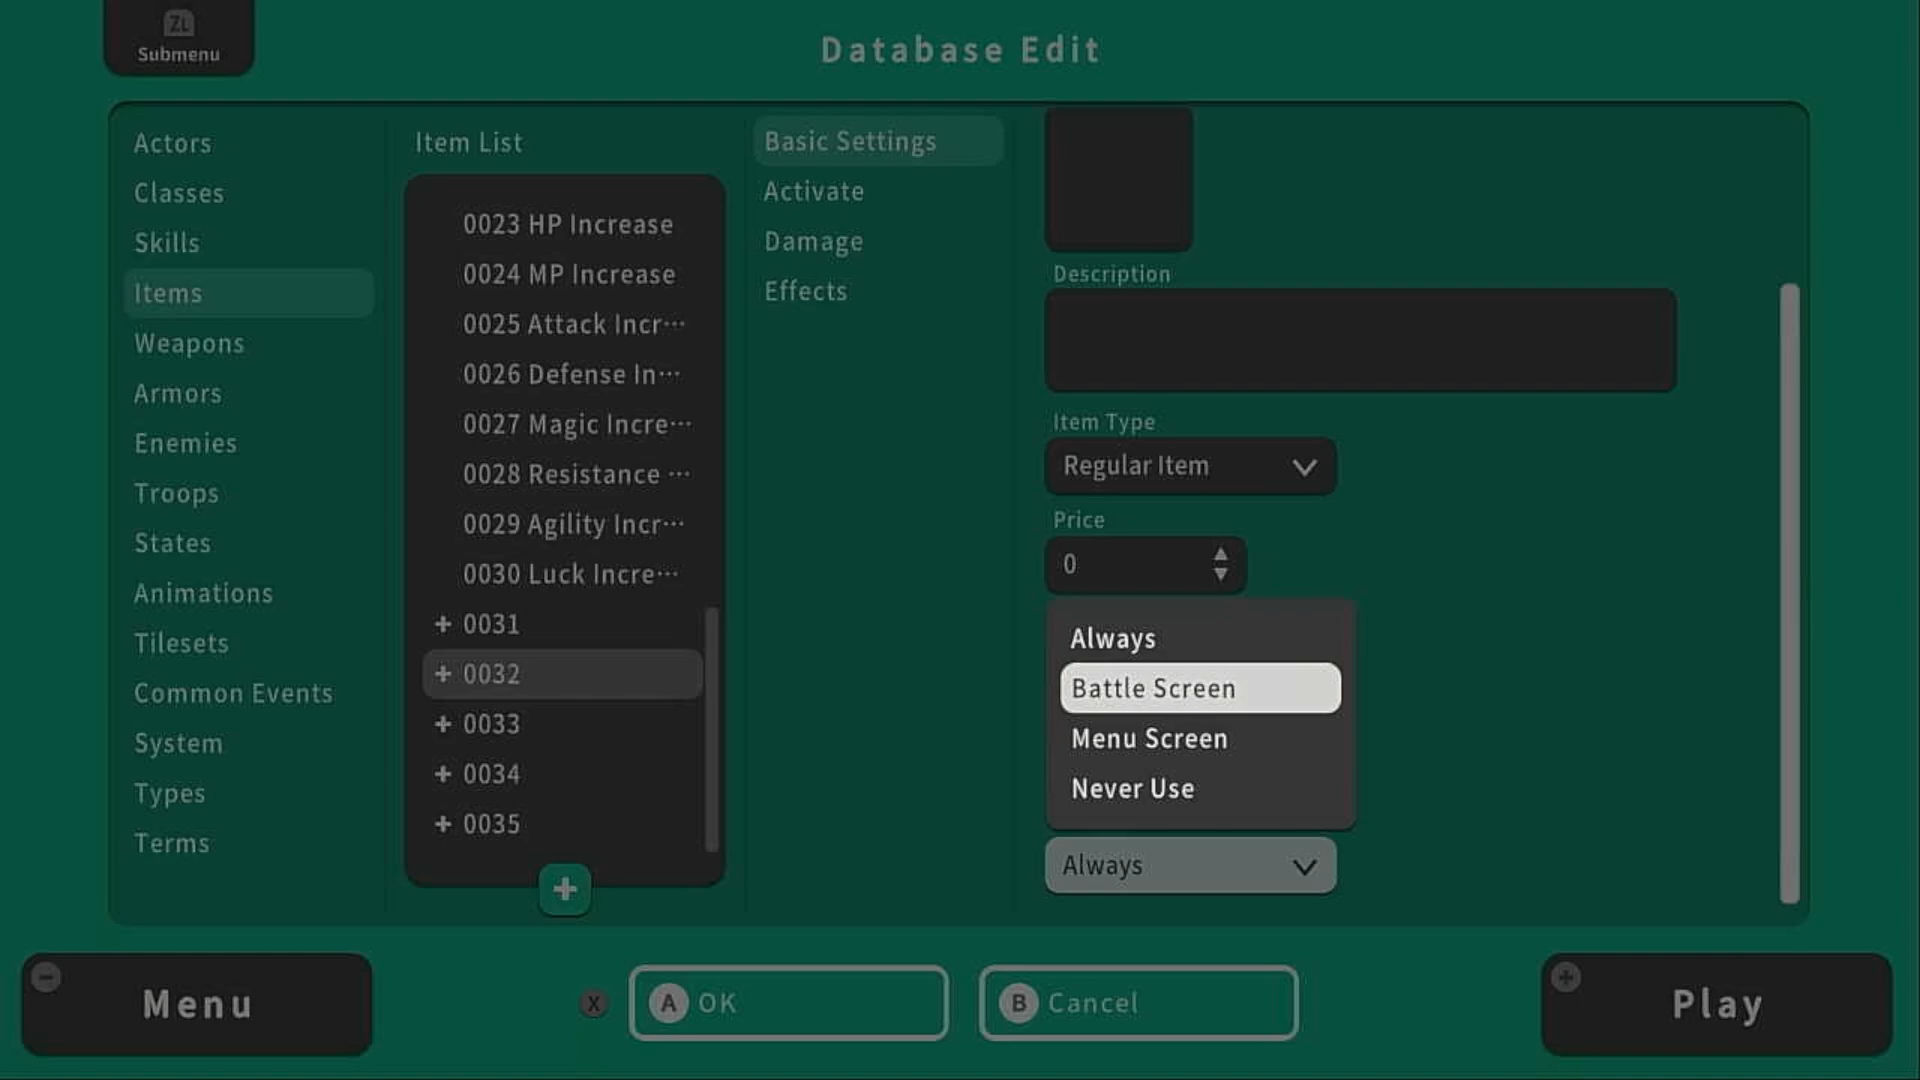 ZL
Submenu
Database Edit
Actors
Classes
Skills
Items
Weapons
Armors
Enemies
Troops
States
Animations
Tilesets
Common Events
System
Types
Terms
Item List
0023 HP Increase
0024 MP Increase
0025 Attack Incr…
0026 Defense In…
0027 Magic Incre…
0028 Resistance …
0029 Agility Incr…
0030 Luck Incre…
+ 0031
+ 0032
+ 0033
+ 0034
+ 0035
+
Basic Settings
Activate
Damage
Effects
Description
Item Type
Regular Item
Price
0
Always
Battle Screen
Menu Screen
Never Use
Always
- Menu
X
A OK
B Cancel
+ Play